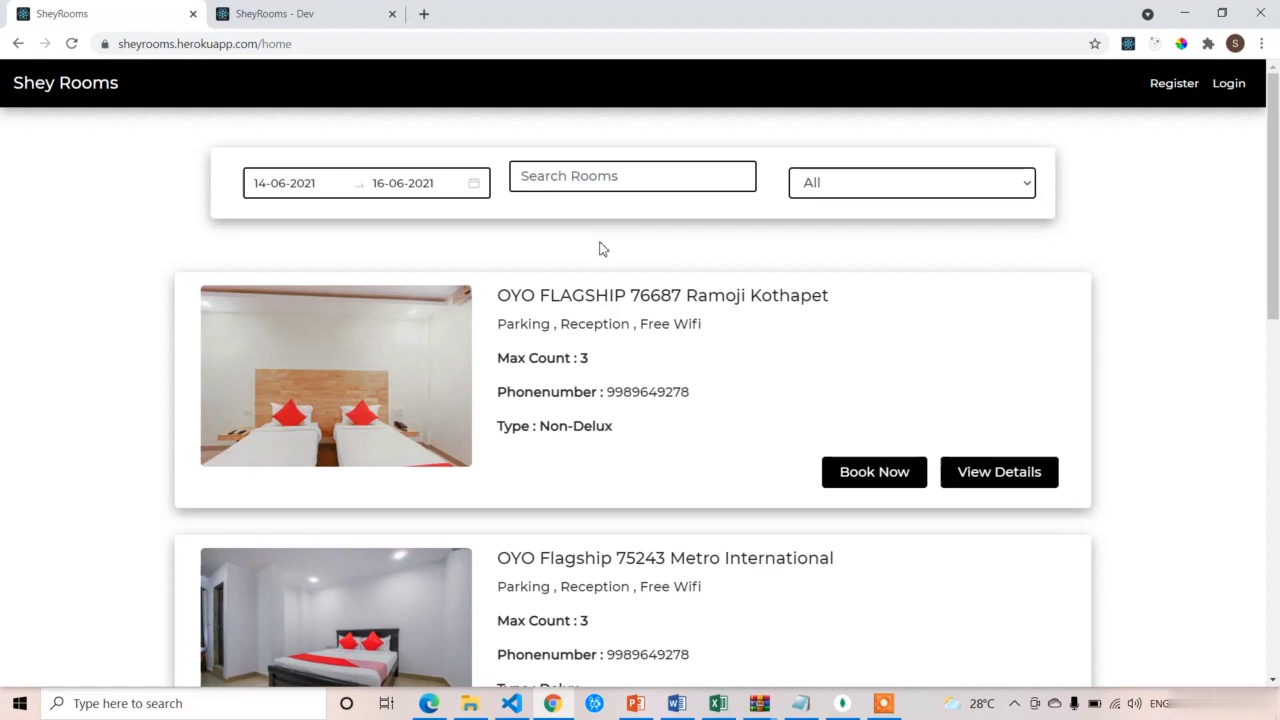 SheyRooms
SheyRooms - Dev
sheyrooms.herokuapp.com/home
S
Shey Rooms
Register
Login
14-06-2021
16-06-2021
Search Rooms
All
OYO FLAGSHIP 76687 Ramoji Kothapet
Parking , Reception , Free Wifi
Max Count : 3
Phonenumber : 9989649278
Type : Non-Delux
Book Now
View Details
OYO Flagship 75243 Metro International
Parking , Reception , Free Wifi
Max Count : 3
Phonenumber : 9989649278
Type : Delux
Type here to search
28°C
ENG